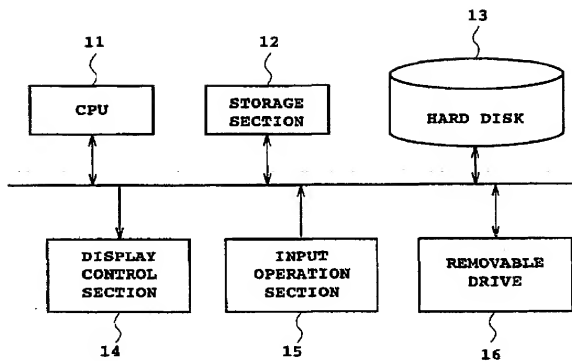 11
12
13
CPU
STORAGE
SECTION
HARD DISK
DISPLAY
CONTROL
SECTION
INPUT
OPERATION
SECTION
REMOVABLE
DRIVE
14
15
16